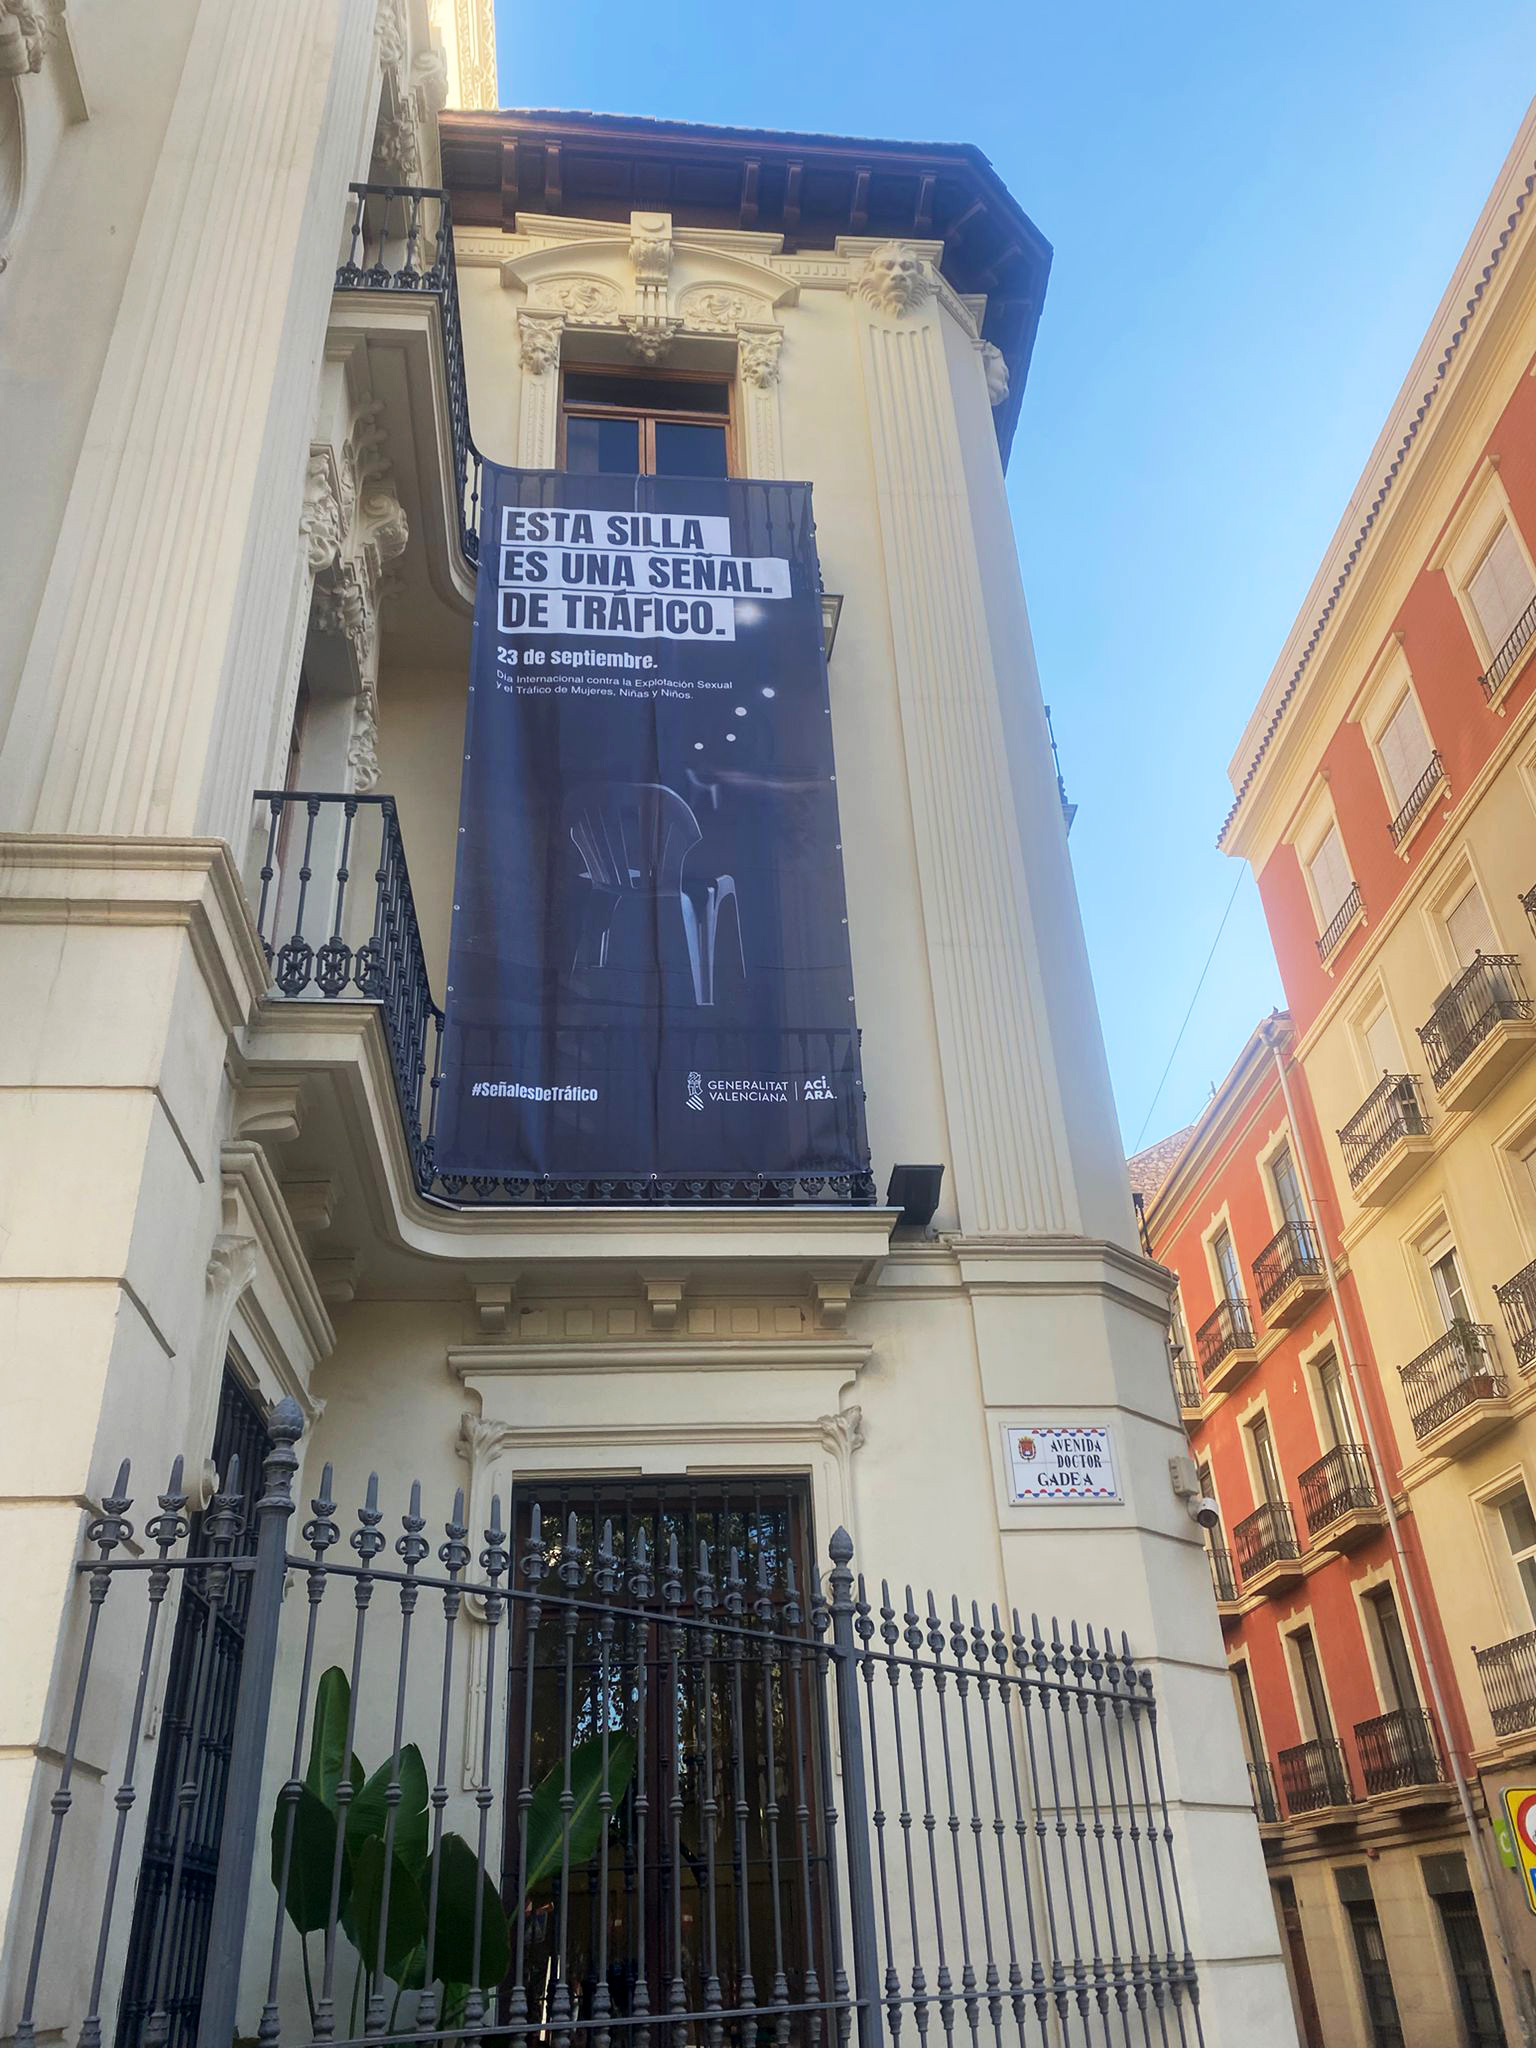 ESTA SILLA
ES UNA SEÑAL.
DE TRÁFICO.
23 de septiembre.
Día Internacional contra la Explotación Sexual
y el Tráfico de Mujeres, Niñas y Niños.
#SeñalesDeTráfico
GENERALITAT
VALENCIANA
ACÍ.
ARA.
AVENIDA
DOCTOR
GADEA